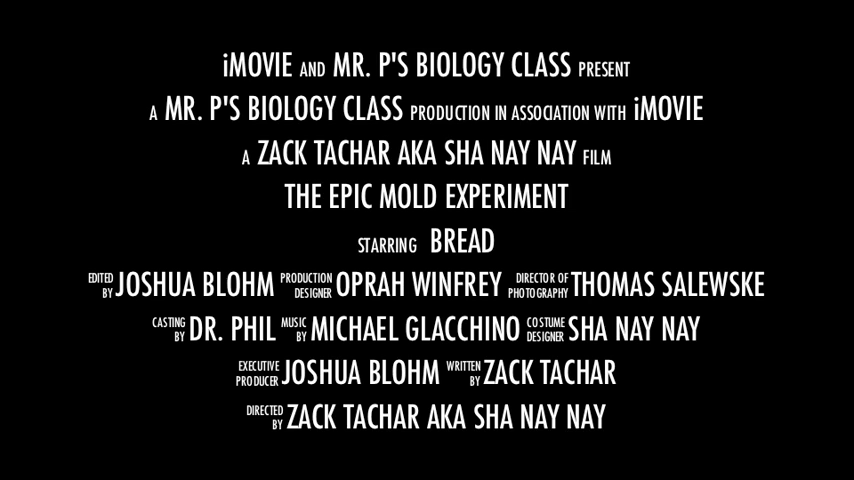 iMOVIE AND MR. P'S BIOLOGY CLASS PRESENT
A MR. P'S BIOLOGY CLASS PRODUCTION IN ASSOCIATION WITH iMOVIE
A ZACK TACHAR AKA SHA NAY NAY FILM
THE EPIC MOLD EXPERIMENT
STARRING BREAD
EDITED BY JOSHUA BLOHM PRODUCTION DESIGNER OPRAH WINFREY DIRECTOR OF PHOTOGRAPHY THOMAS SALEWSKE
CASTING BY DR. PHIL MUSIC BY MICHAEL GLACCHINO COSTUME DESIGNER SHA NAY NAY
EXECUTIVE PRODUCER JOSHUA BLOHM WRITTEN BY ZACK TACHAR
DIRECTED BY ZACK TACHAR AKA SHA NAY NAY